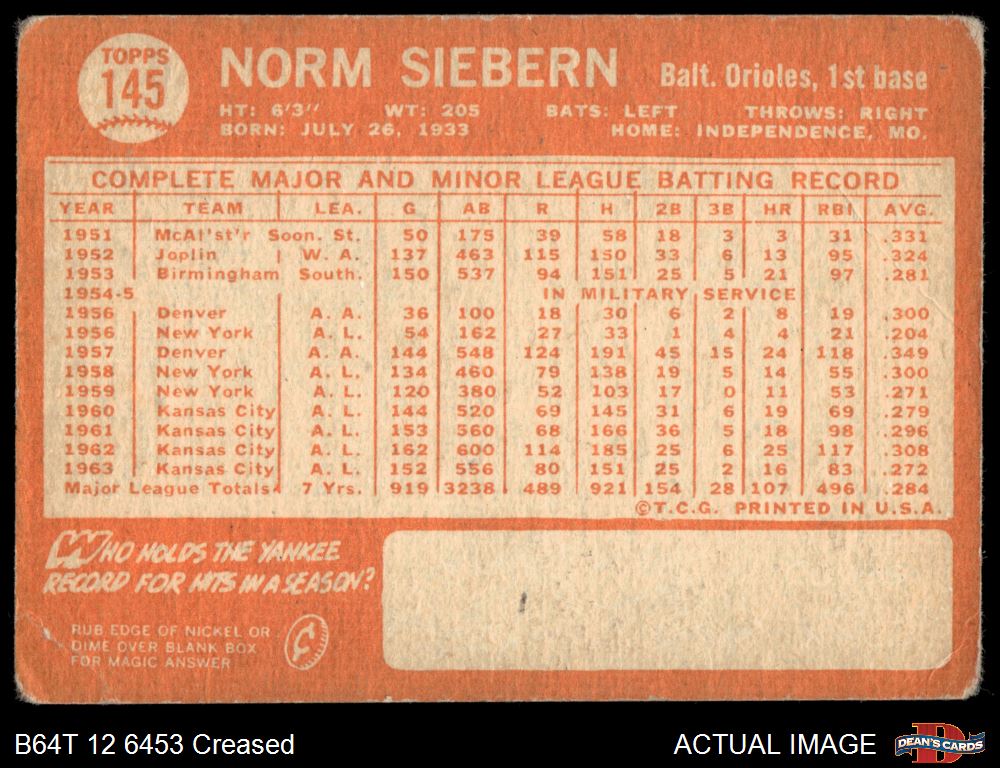 TOPPS
145
NORM SIEBERN Balt. Orioles, 1st base
HT: 6'3" WT: 205 BATS: LEFT THROWS: RIGHT
BORN: JULY 26, 1933 HOME: INDEPENDENCE, MO.
COMPLETE MAJOR AND MINOR LEAGUE BATTING RECORD
YEAR TEAM LEA. G AB R H 2B 3B HR RBI AVG.
1951 McAl'st'r Soon. St. 50 175 39 58 18 3 3 31 .331
1952 Joplin W. A. 137 463 115 150 33 6 13 95 .324
1953 Birmingham South. 150 537 94 151 25 5 21 97 .281
1954-5 IN MILITARY SERVICE
1956 Denver A. A. 36 100 18 30 6 2 8 19 .300
1956 New York A. L. 54 162 27 33 1 4 4 21 .204
1957 Denver A. A. 144 548 124 191 45 15 24 118 .349
1958 New York A. L. 134 460 79 138 19 5 14 55 .300
1959 New York A. L. 120 380 52 103 17 0 11 53 .271
1960 Kansas City A. L. 144 520 69 145 31 6 19 69 .279
1961 Kansas City A. L. 153 560 68 166 36 5 18 98 .296
1962 Kansas City A. L. 162 600 114 185 25 6 25 117 .308
1963 Kansas City A. L. 152 556 80 151 25 2 16 83 .272
Major League Totals 7 Yrs. 919 3238 489 921 154 28 107 496 .284
©T.C.G. PRINTED IN U.S.A.
WHO HOLDS THE YANKEE
RECORD FOR HITS IN A SEASON?
RUB EDGE OF NICKEL OR
DIME OVER BLANK BOX
FOR MAGIC ANSWER
B64T 12 6453 Creased ACTUAL IMAGE DEAN'S CARDS